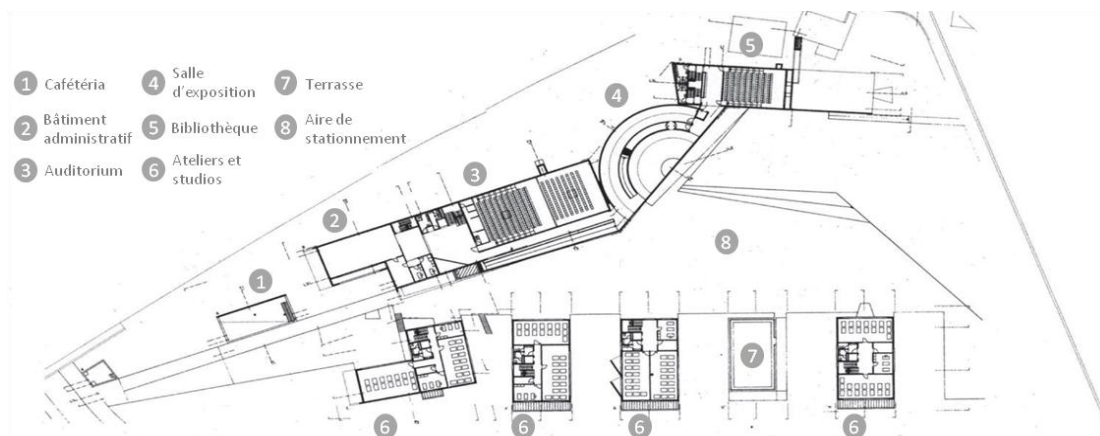 1 Cafétéria
2 Bâtiment
administratif
3 Auditorium
4 Salle
d'exposition
5 Bibliothèque
6 Ateliers et
studios
7 Terrasse
8 Aire de
stationnement
5
4
3
2
8
1
7
6
6
6
6